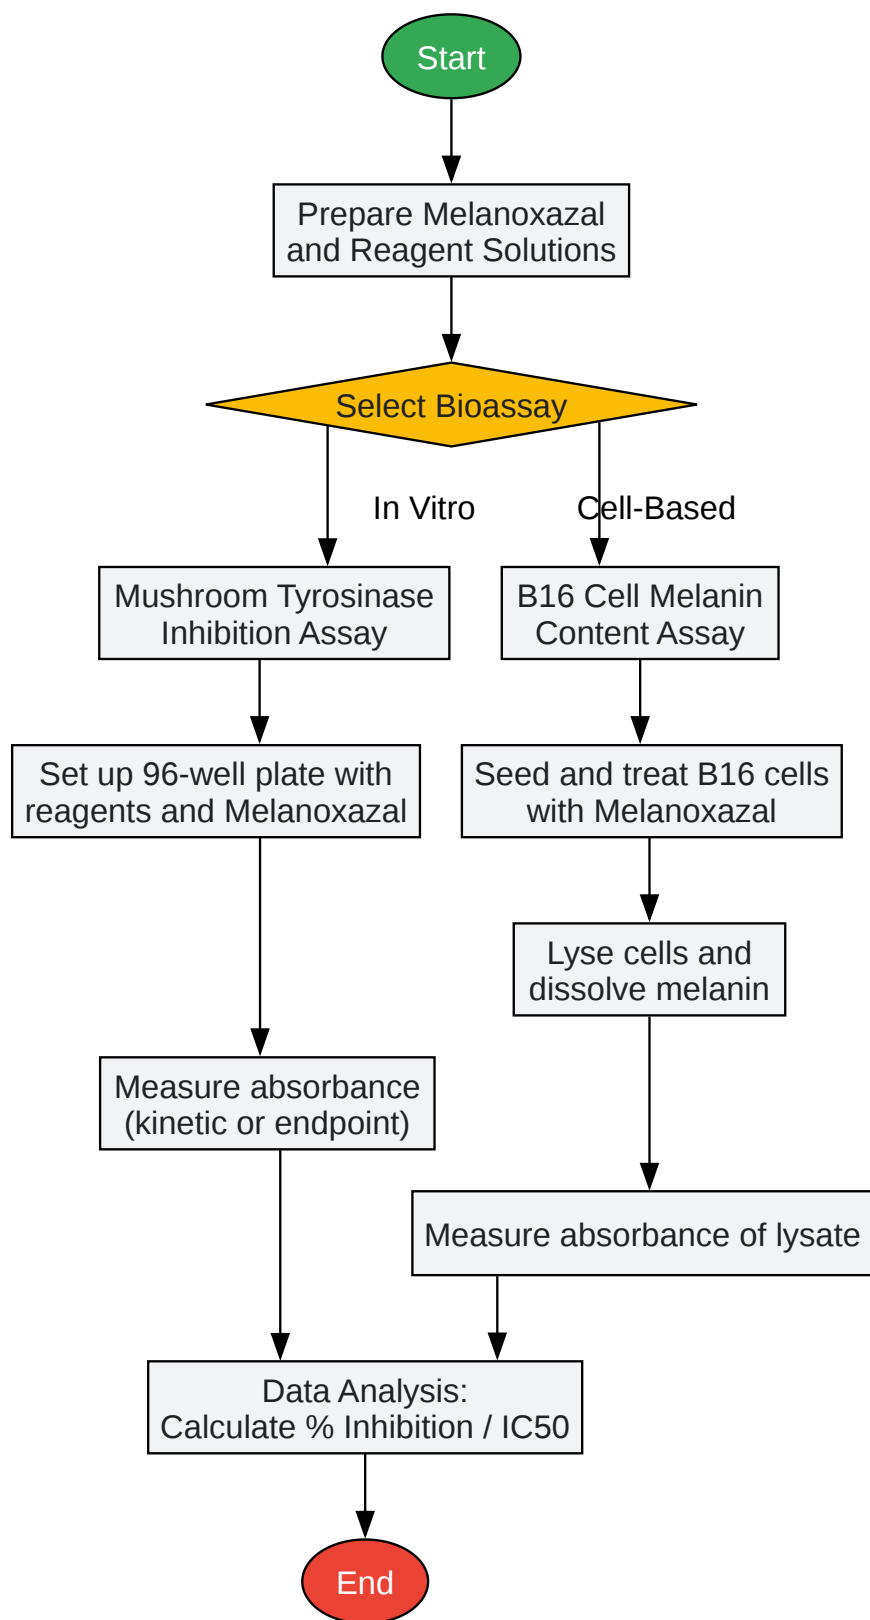 Start
Prepare Melanoxazal
and Reagent Solutions
Select Bioassay
In Vitro
Cell-Based
Mushroom Tyrosinase
Inhibition Assay
B16 Cell Melanin
Content Assay
Set up 96-well plate with
reagents and Melanoxazal
Seed and treat B16 cells
with Melanoxazal
Lyse cells and
dissolve melanin
Measure absorbance
(kinetic or endpoint)
Measure absorbance of lysate
Data Analysis:
Calculate % Inhibition / IC50
End